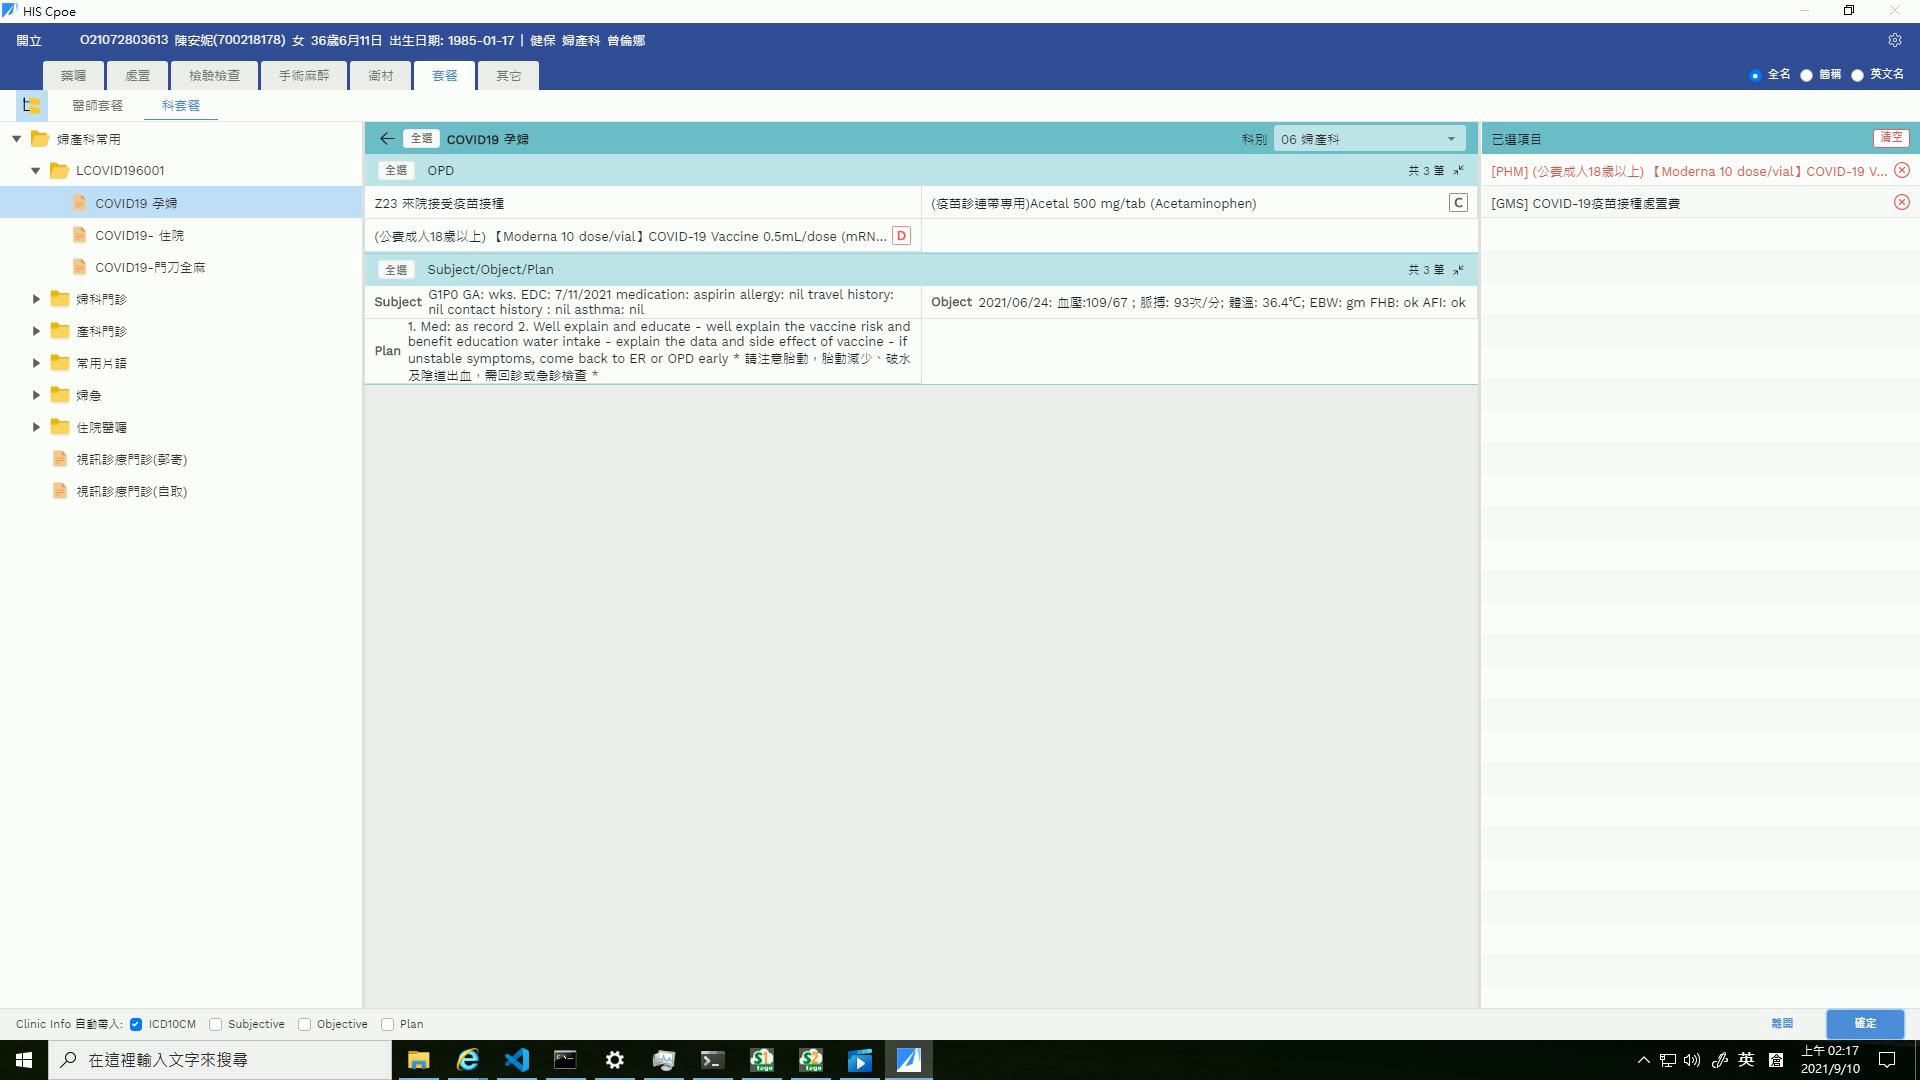 HIS Cpoe
開立 O21072803613 陳安妮(700218178) 女 36歲6月11日 出生日期: 1985-01-17 | 健保 婦產科 曾倫娜
藥囑 處置 檢驗檢查 手術麻醉 衛材 套餐 其它
全名 簡稱 英文名
醫師套餐 科套餐
婦產科常用
LCOVID196001
COVID19 孕婦
COVID19- 住院
COVID19-門刀全麻
婦科門診
產科門診
常用片語
婦急
住院醫囑
視訊診療門診(郵寄)
視訊診療門診(自取)
全選 COVID19 孕婦 科別 06 婦產科
全選 OPD 共 3 筆
Z23 來院接受疫苗接種
(疫苗診連帶專用)Acetal 500 mg/tab (Acetaminophen) C
(公費成人18歲以上) 【Moderna 10 dose/vial】COVID-19 Vaccine 0.5mL/dose (mRN... D
全選 Subject/Object/Plan 共 3 筆
Subject G1P0 GA: wks. EDC: 7/11/2021 medication: aspirin allergy: nil travel history:
nil contact history : nil asthma: nil
Object 2021/06/24: 血壓:109/67 ; 脈搏: 93次/分; 體溫: 36.4℃; EBW: gm FHB: ok AFI: ok
Plan 1. Med: as record 2. Well explain and educate - well explain the vaccine risk and
benefit education water intake - explain the data and side effect of vaccine - if
unstable symptoms, come back to ER or OPD early * 請注意胎動，胎動減少、破水
及陰道出血，需回診或急診檢查 *
已選項目 清空
[PHM] (公費成人18歲以上) 【Moderna 10 dose/vial】COVID-19 V...
[GMS] COVID-19疫苗接種處置費
Clinic Info 自動帶入: ICD10CM Subjective Objective Plan
離開 確定
在這裡輸入文字來搜尋
英 倉
上午 02:17
2021/9/10